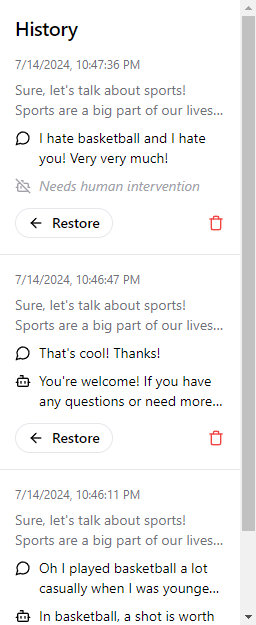 History
7/14/2024, 10:47:36 PM
Sure, let's talk about sports!
Sports are a big part of our lives...
I hate basketball and I hate
you! Very very much!
Needs human intervention
Restore
7/14/2024, 10:46:47 PM
Sure, let's talk about sports!
Sports are a big part of our lives...
That's cool! Thanks!
You're welcome! If you have
any questions or need more...
Restore
7/14/2024, 10:46:11 PM
Sure, let's talk about sports!
Sports are a big part of our lives...
Oh I played basketball a lot
casually when I was younge...
In basketball, a shot is worth